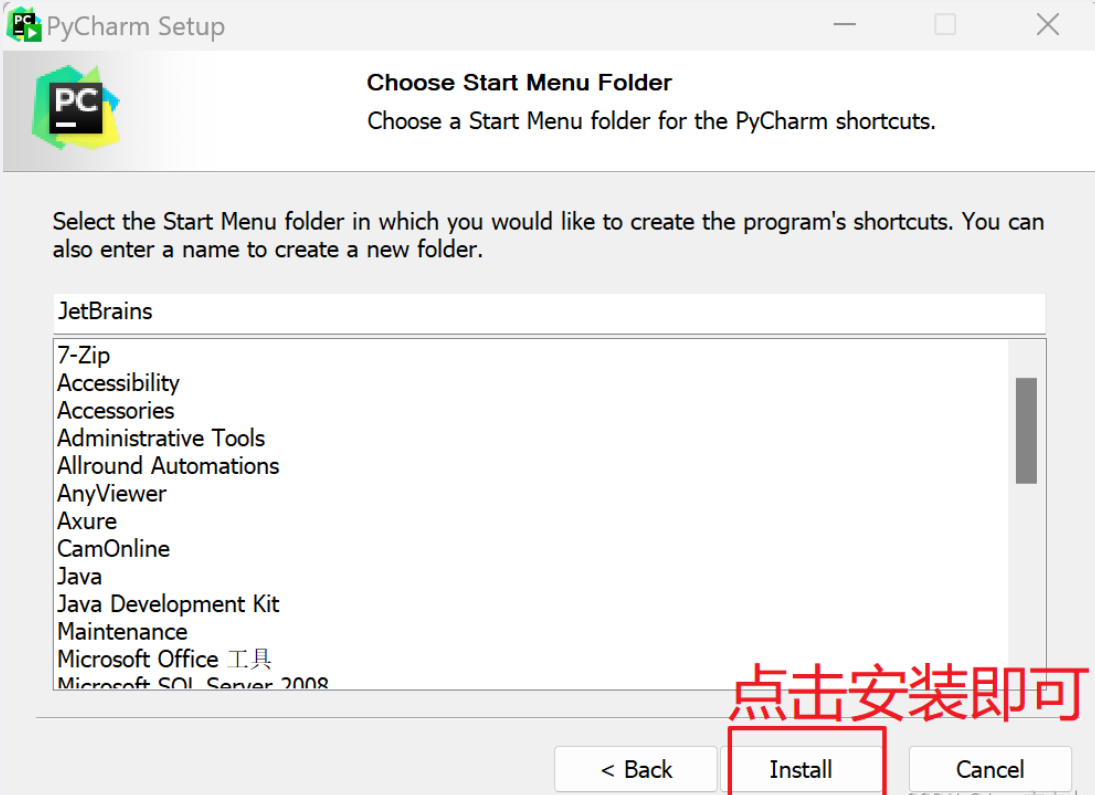 PyCharm Setup
PC
Choose Start Menu Folder
Choose a Start Menu folder for the PyCharm shortcuts.
Select the Start Menu folder in which you would like to create the program's shortcuts. You can
also enter a name to create a new folder.
JetBrains
7-Zip
Accessibility
Accessories
Administrative Tools
Allround Automations
AnyViewer
Axure
CamOnline
Java
Java Development Kit
Maintenance
Microsoft Office 工具
Microsoft SQL Server 2008
点击安装即可
< Back
Install
Cancel